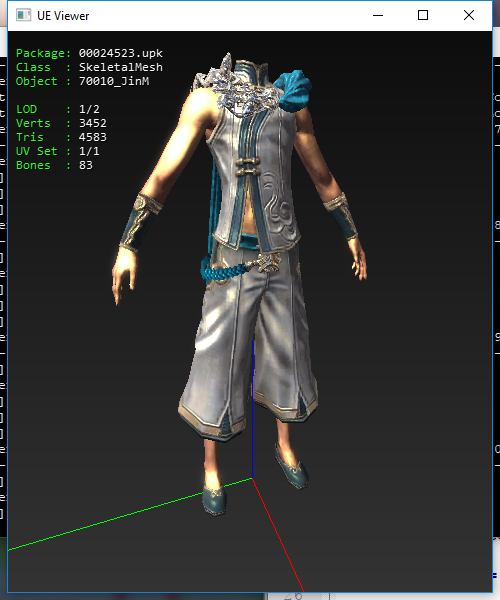 UE Viewer
Package: 00024523.upk
Class : SkeletalMesh
Object : 70010_JinM
LOD : 1/2
Verts : 3452
Tris : 4583
UV Set : 1/1
Bones : 83